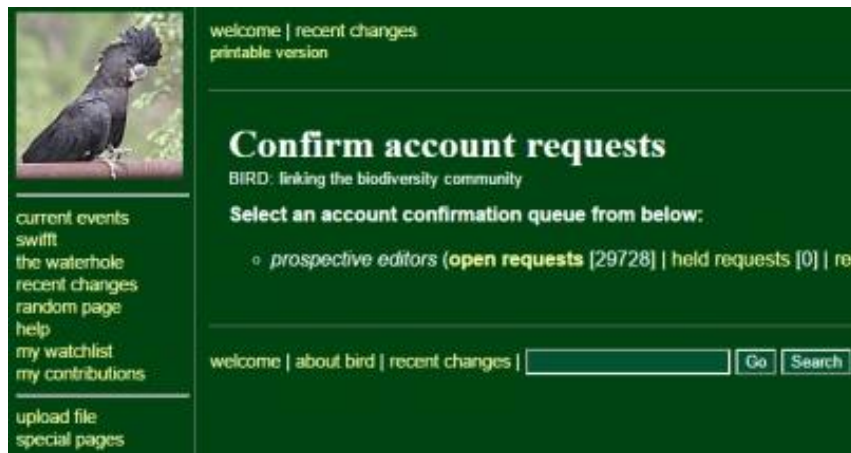 welcome | recent changes
printable version
Confirm account requests
BIRD: linking the biodiversity community
Select an account confirmation queue from below:
prospective editors (open requests [29728] | held requests [0] | re
current events
swifft
the waterhole
recent changes
random page
help
my watchlist
my contributions
upload file
special pages
welcome | about bird | recent changes |
Go Search